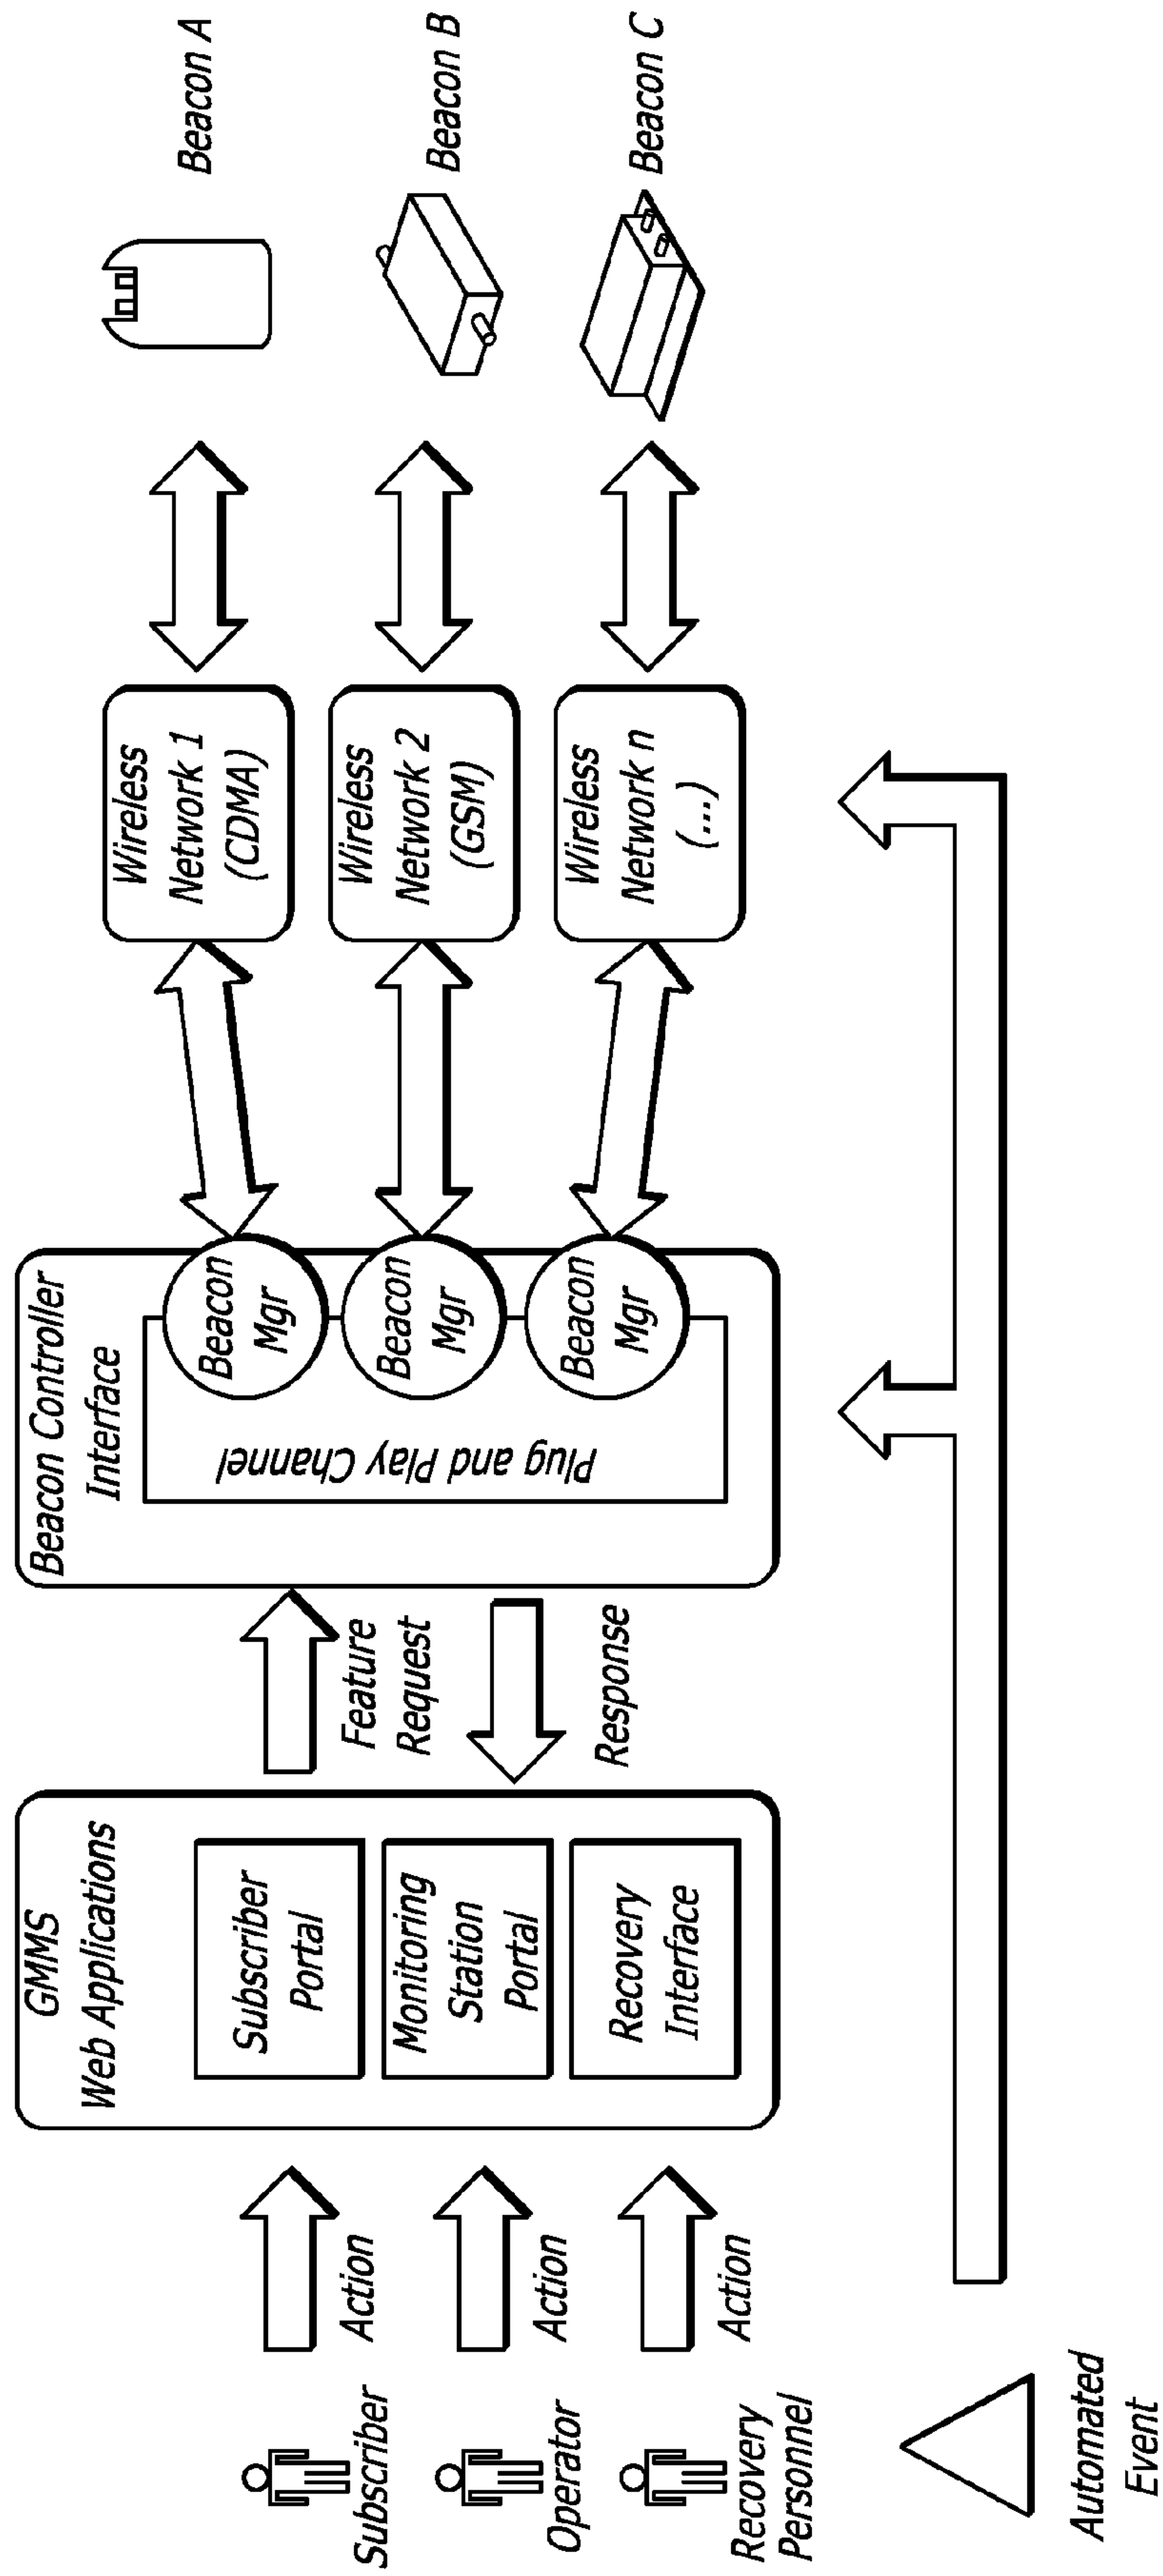 Subscriber
Action
Operator
Action
Recovery
Personnel
Action
Automated
Event
GMMS
Web Applications
Subscriber
Portal
Monitoring
Station
Portal
Recovery
Interface
Feature
Request
Response
Beacon Controller
Interface
Plug and Play Channel
Beacon
Mgr
Beacon
Mgr
Beacon
Mgr
Wireless
Network 1
(CDMA)
Wireless
Network 2
(GSM)
Wireless
Network n
(...)
Beacon A
Beacon B
Beacon C